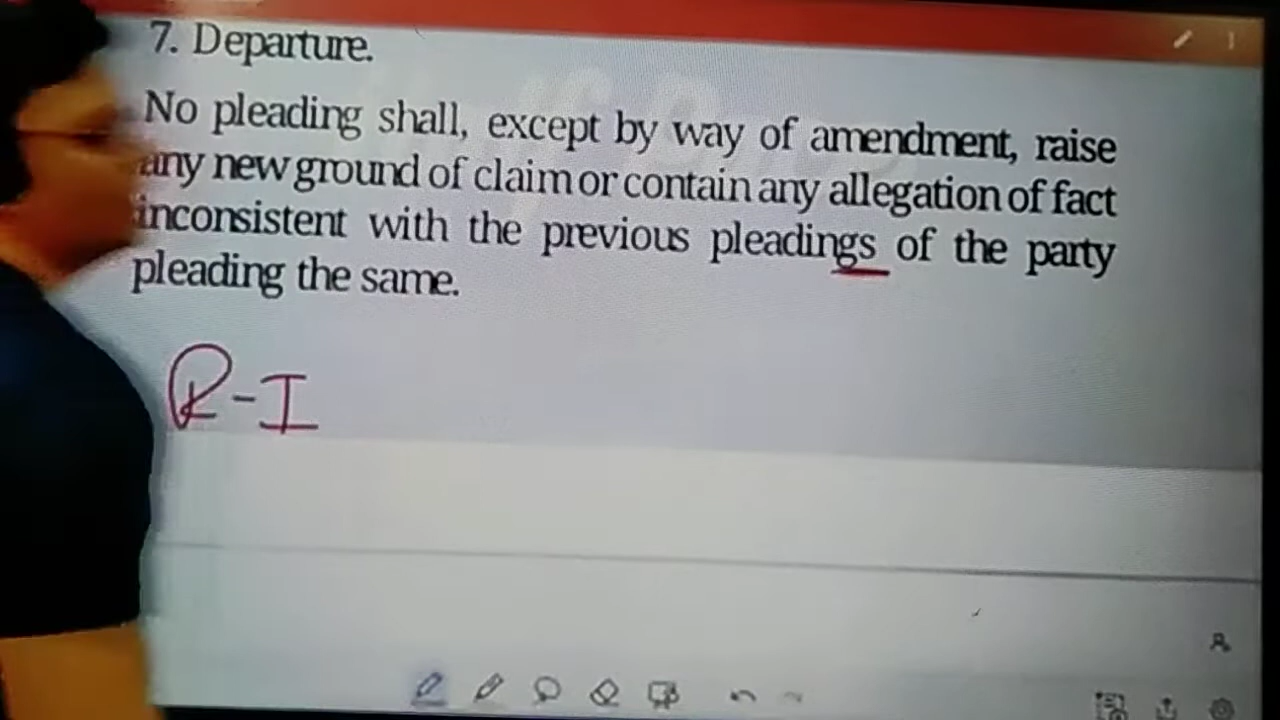 7. Departure.
No pleading shall, except by way of amendment, raise
any new ground of claim or contain any allegation of fact
inconsistent with the previous pleadings of the party
pleading the same.
R-I